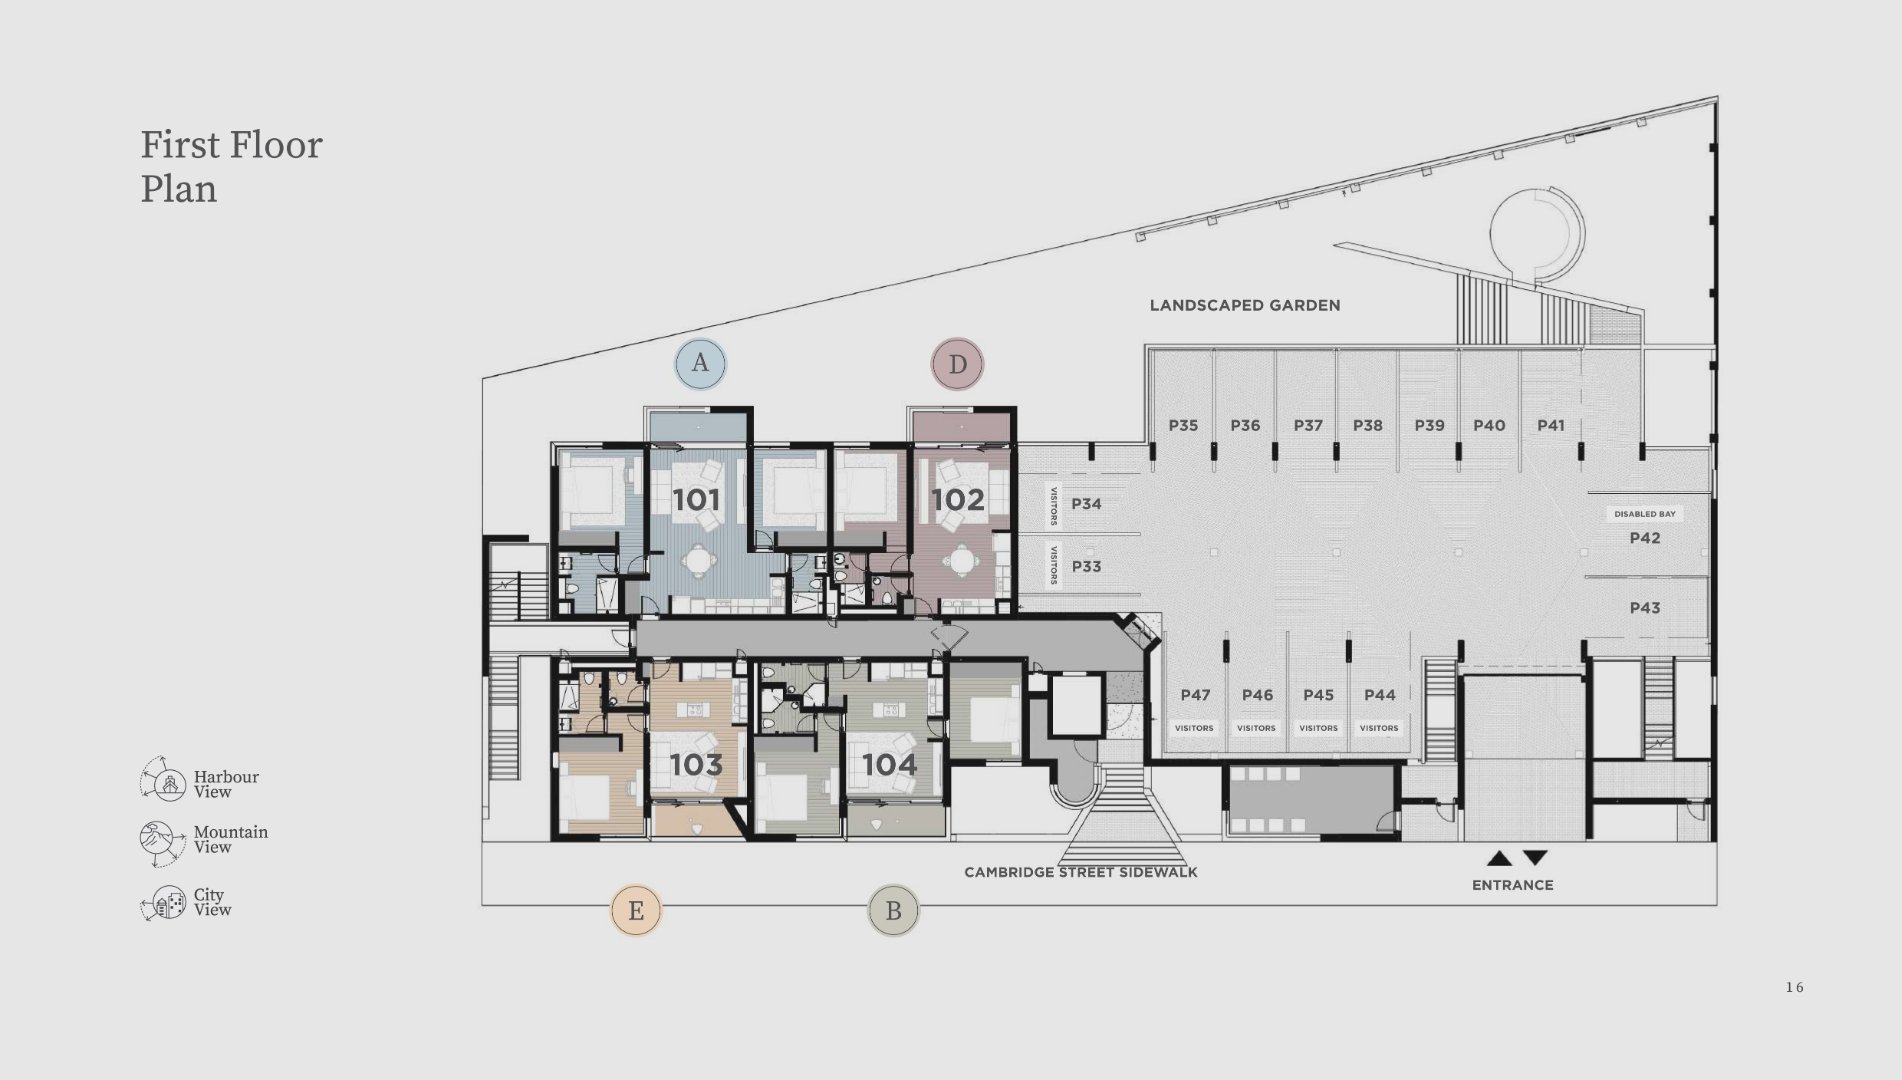 First Floor
Plan
LANDSCAPED GARDEN
A
D
P35
P36
P37
P38
P39
P40
P41
101
102
VISITORS
P34
DISABLED BAY
P42
VISITORS
P33
P43
P47
P46
P45
P44
VISITORS
VISITORS
VISITORS
VISITORS
103
104
Harbour
View
Mountain
View
City
View
CAMBRIDGE STREET SIDEWALK
ENTRANCE
E
B
16